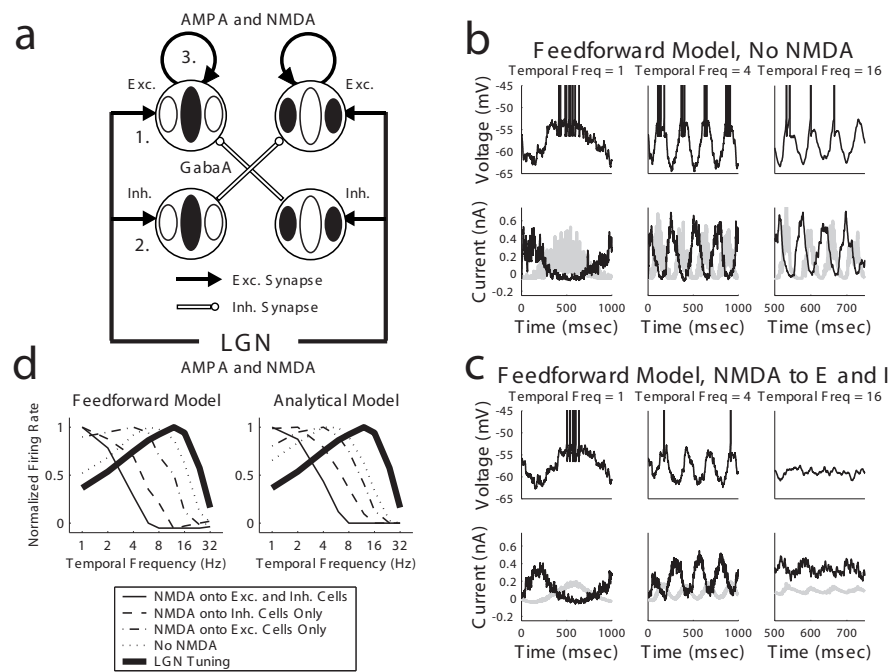 a
AMPA and NMDA
3.
Exc.
Exc.
1.
GabaA
Inh.
Inh.
2.
Exc. Synapse
Inh. Synapse
LGN
AMPA and NMDA
b
Feedforward Model, No NMDA
Temporal Freq = 1
Temporal Freq = 4
Temporal Freq = 16
Voltage (mV)
-45
-50
-55
-60
-65
Current (nA)
0.6
0.4
0.2
0
-0.2
0 500 1000
0 500 1000
500 600 700
Time (msec)
Time (msec)
Time (msec)
c
Feedforward Model, NMDA to E and I
Temporal Freq = 1
Temporal Freq = 4
Temporal Freq = 16
Voltage (mV)
-45
-50
-55
-60
-65
Current (nA)
0.6
0.4
0.2
0
-0.2
0 500 1000
0 500 1000
500 600 700
Time (msec)
Time (msec)
Time (msec)
d
Feedforward Model
Analytical Model
Normalized Firing Rate
1
0.5
0
1 2 4 8 16 32
Temporal Frequency (Hz)
1
0.5
0
1 2 4 8 16 32
Temporal Frequency (Hz)
NMDA onto Exc. and Inh. Cells
NMDA onto Inh. Cells Only
NMDA onto Exc. Cells Only
No NMDA
LGN Tuning